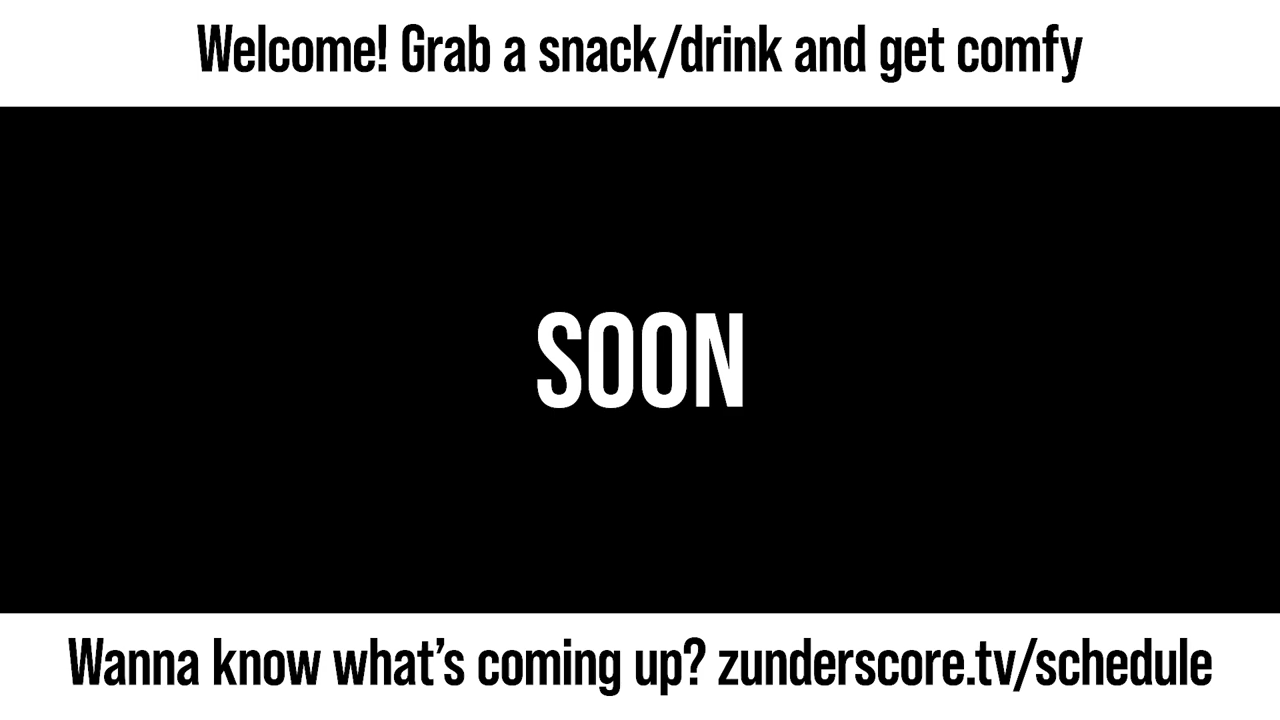 Welcome! Grab a snack/drink and get comfy
SOON
Wanna know what’s coming up? zunderscore.tv/schedule